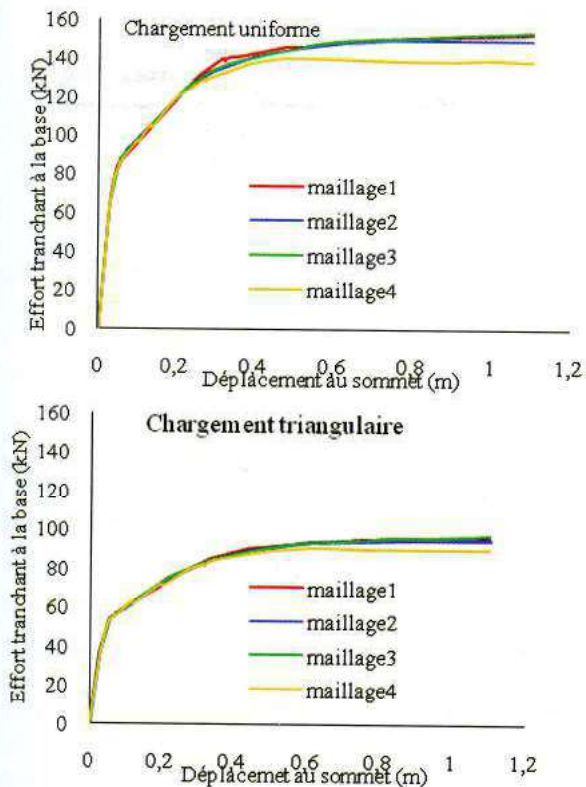 Chargement uniforme
Effort tranchant à la base (kN)
160
140
120
100
80
60
40
20
0
maillage1
maillage2
maillage3
maillage4
0
0,2
0,4
0,6
0,8
1
1,2
Déplacement au sommet (m)
Chargement triangulaire
Effort tranchant à la base (kN)
160
140
120
100
80
60
40
20
0
maillage1
maillage2
maillage3
maillage4
0
0,2
0,4
0,6
0,8
1
1,2
Déplacemet au sommet (m)